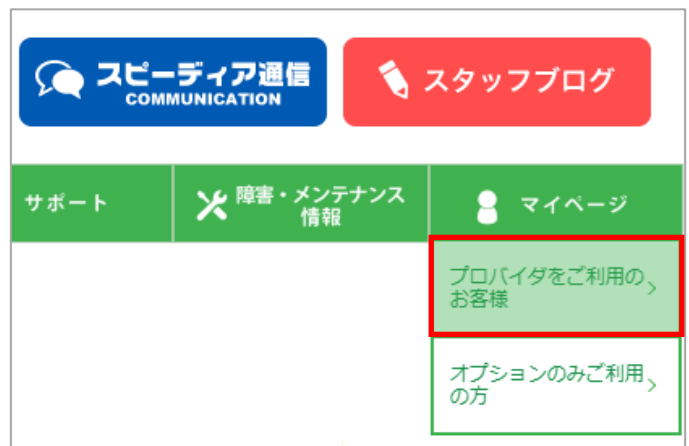 スピーディア通信
COMMUNICATION
スタッフブログ
サポート
障害・メンテナンス
情報
マイページ
プロバイダをご利用の
お客様
オプションのみご利用
の方